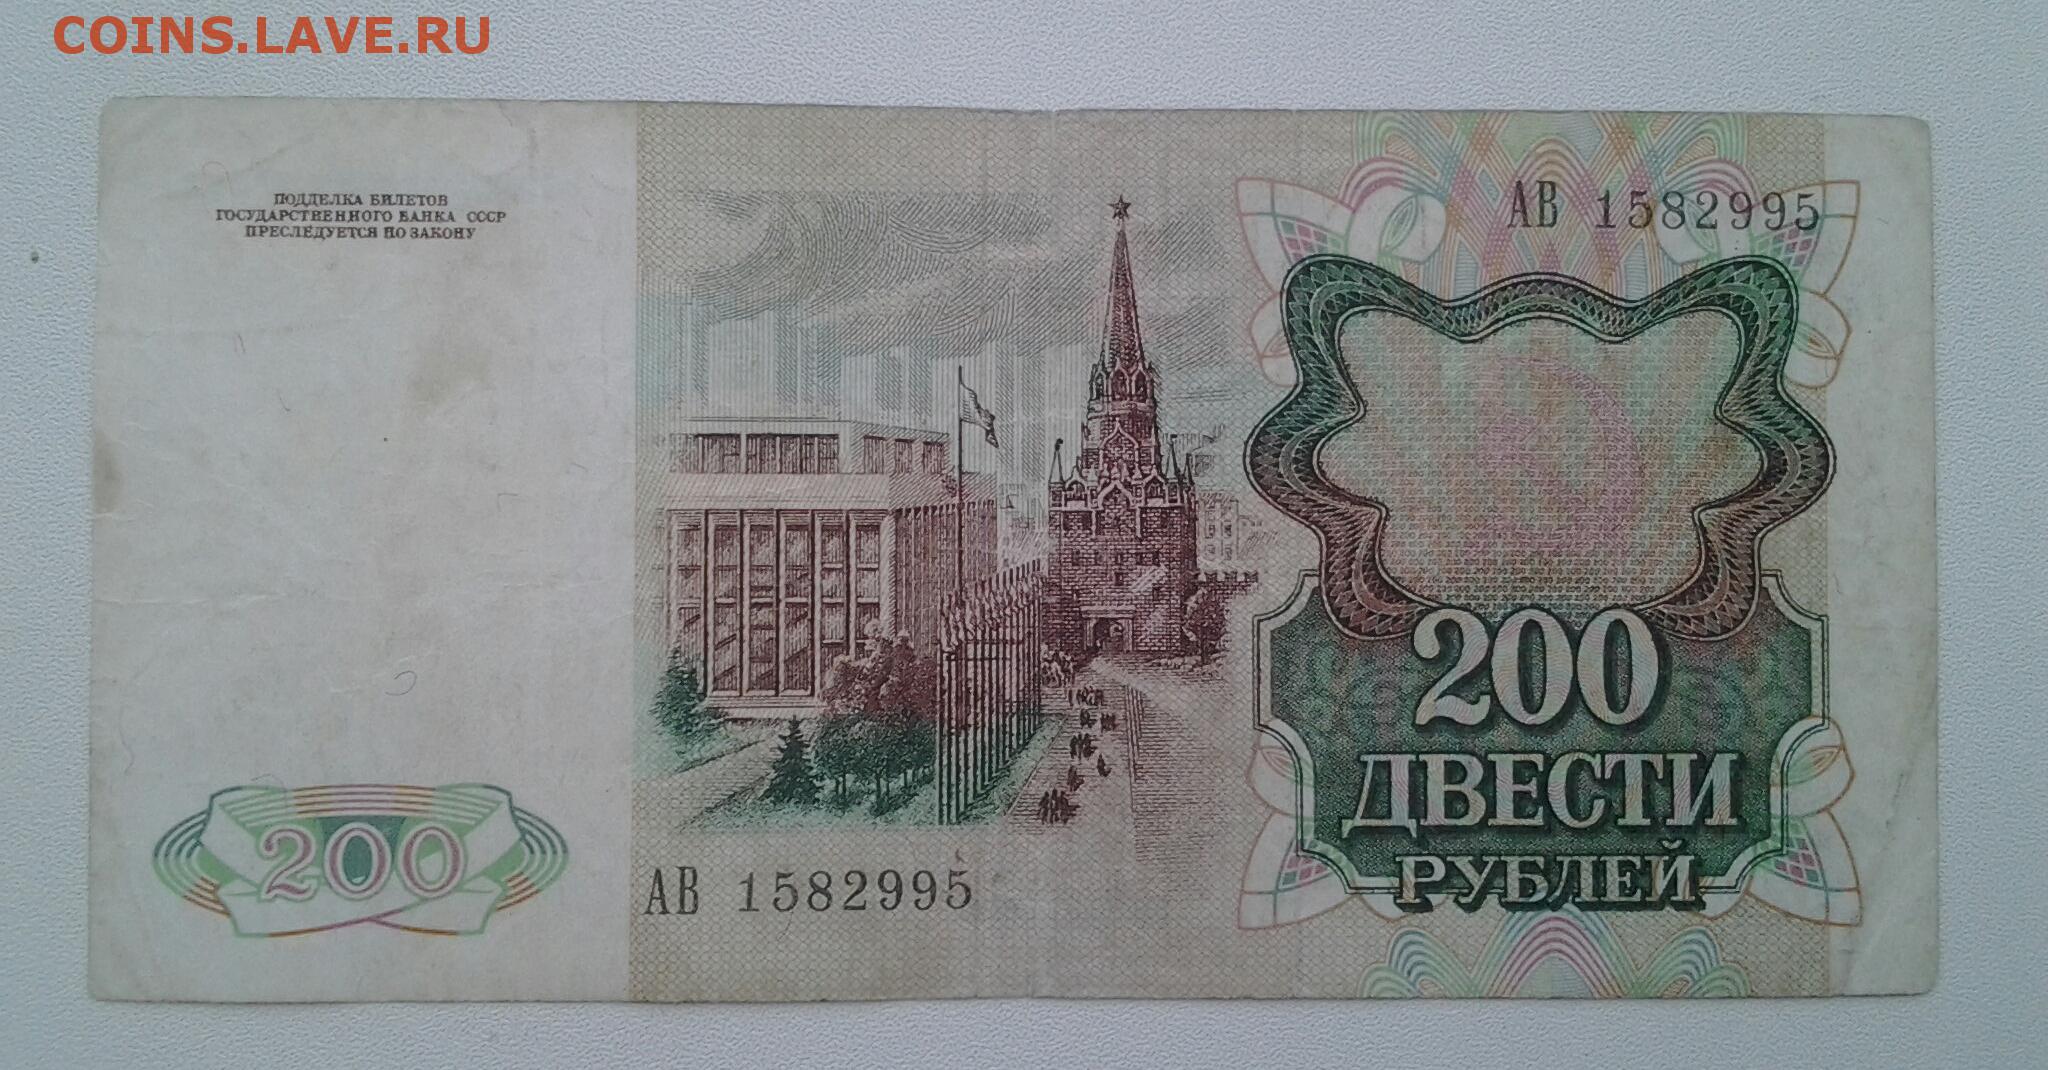 COINS.LAVE.RU
ПОДДЕЛКА БИЛЕТОВ
ГОСУДАРСТВЕННОГО БАНКА СССР
ПРЕСЛЕДУЕТСЯ ПО ЗАКОНУ
АВ 1582995
200
ДВЕСТИ
РУБЛЕЙ
200
АВ 1582995